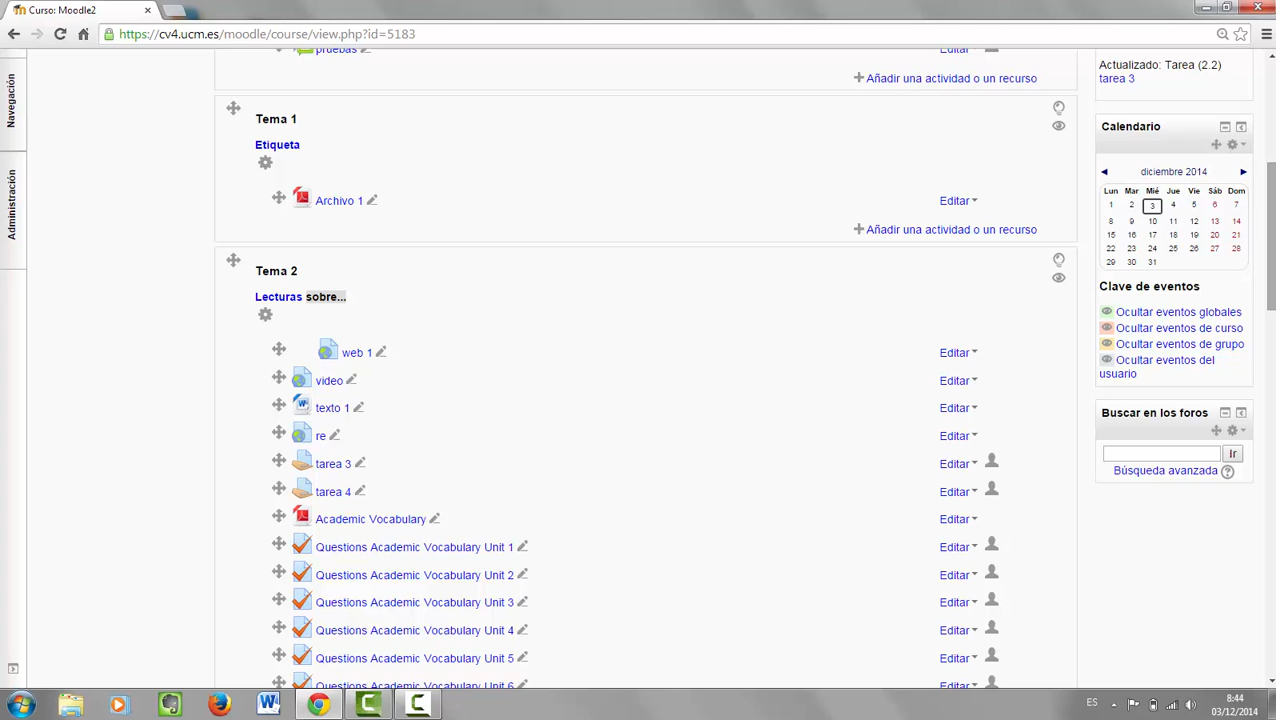 Curso: Moodle2
https://cv4.ucm.es/moodle/course/view.php?id=5183
Navegación
Administración
pruebas
Editar
Añadir una actividad o un recurso
Tema 1
Etiqueta
Archivo 1
Editar
Añadir una actividad o un recurso
Tema 2
Lecturas sobre...
web 1
Editar
video
Editar
texto 1
Editar
re
Editar
tarea 3
Editar
tarea 4
Editar
Academic Vocabulary
Editar
Questions Academic Vocabulary Unit 1
Editar
Questions Academic Vocabulary Unit 2
Editar
Questions Academic Vocabulary Unit 3
Editar
Questions Academic Vocabulary Unit 4
Editar
Questions Academic Vocabulary Unit 5
Editar
Questions Academic Vocabulary Unit 6
Editar
Actualizado: Tarea (2.2)
tarea 3
Calendario
diciembre 2014
Lun Mar Mié Jue Vie Sáb Dom
1 2 3 4 5 6 7
8 9 10 11 12 13 14
15 16 17 18 19 20 21
22 23 24 25 26 27 28
29 30 31
Clave de eventos
Ocultar eventos globales
Ocultar eventos de curso
Ocultar eventos de grupo
Ocultar eventos del
usuario
Buscar en los foros
Ir
Búsqueda avanzada
ES
8:44
03/12/2014